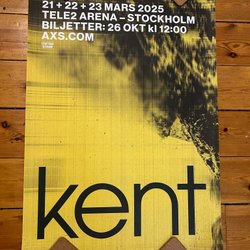 21 + 22 + 23 MARS 2025
TELE2 ARENA – STOCKHOLM
BILJETTER: 26 OKT kl 12:00
AXS.COM
kent